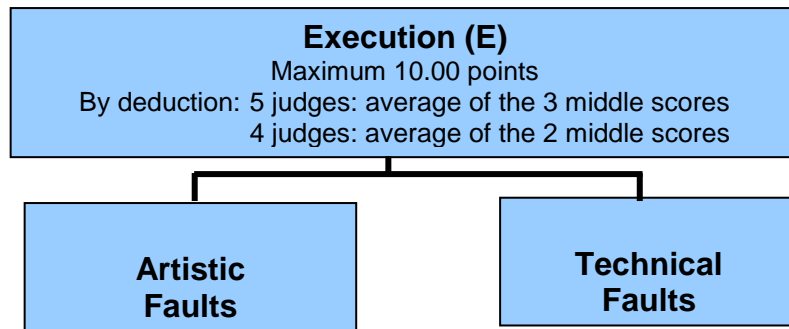 Execution (E)
Maximum 10.00 points
By deduction: 5 judges: average of the 3 middle scores
4 judges: average of the 2 middle scores
Artistic
Faults
Technical
Faults